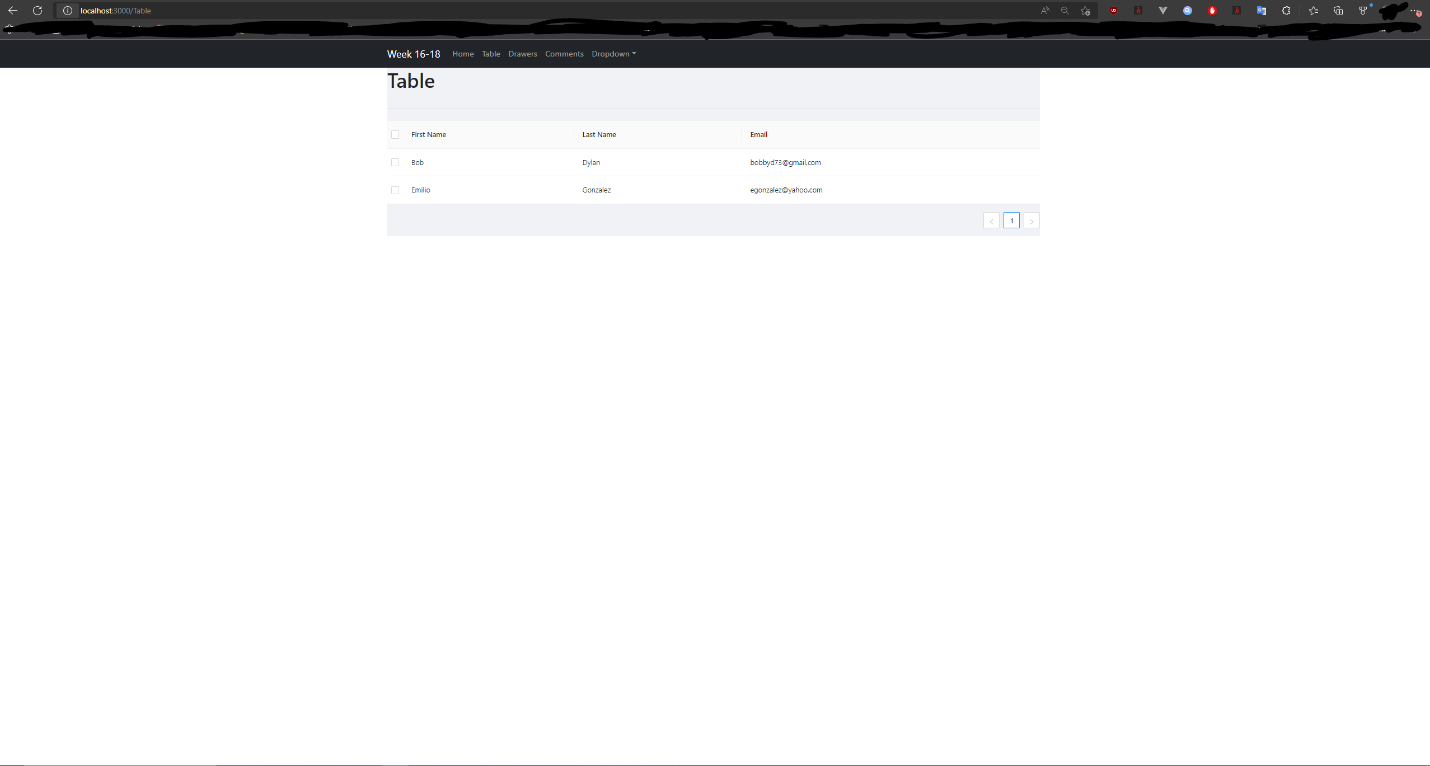 localhost:3000/Table
Week 16-18 Home Table Drawers Comments Dropdown
Table
First Name Last Name Email
Bob Dylan bobbyd73@gmail.com
Emilio Gonzalez egonzalez@yahoo.com
< 1 >